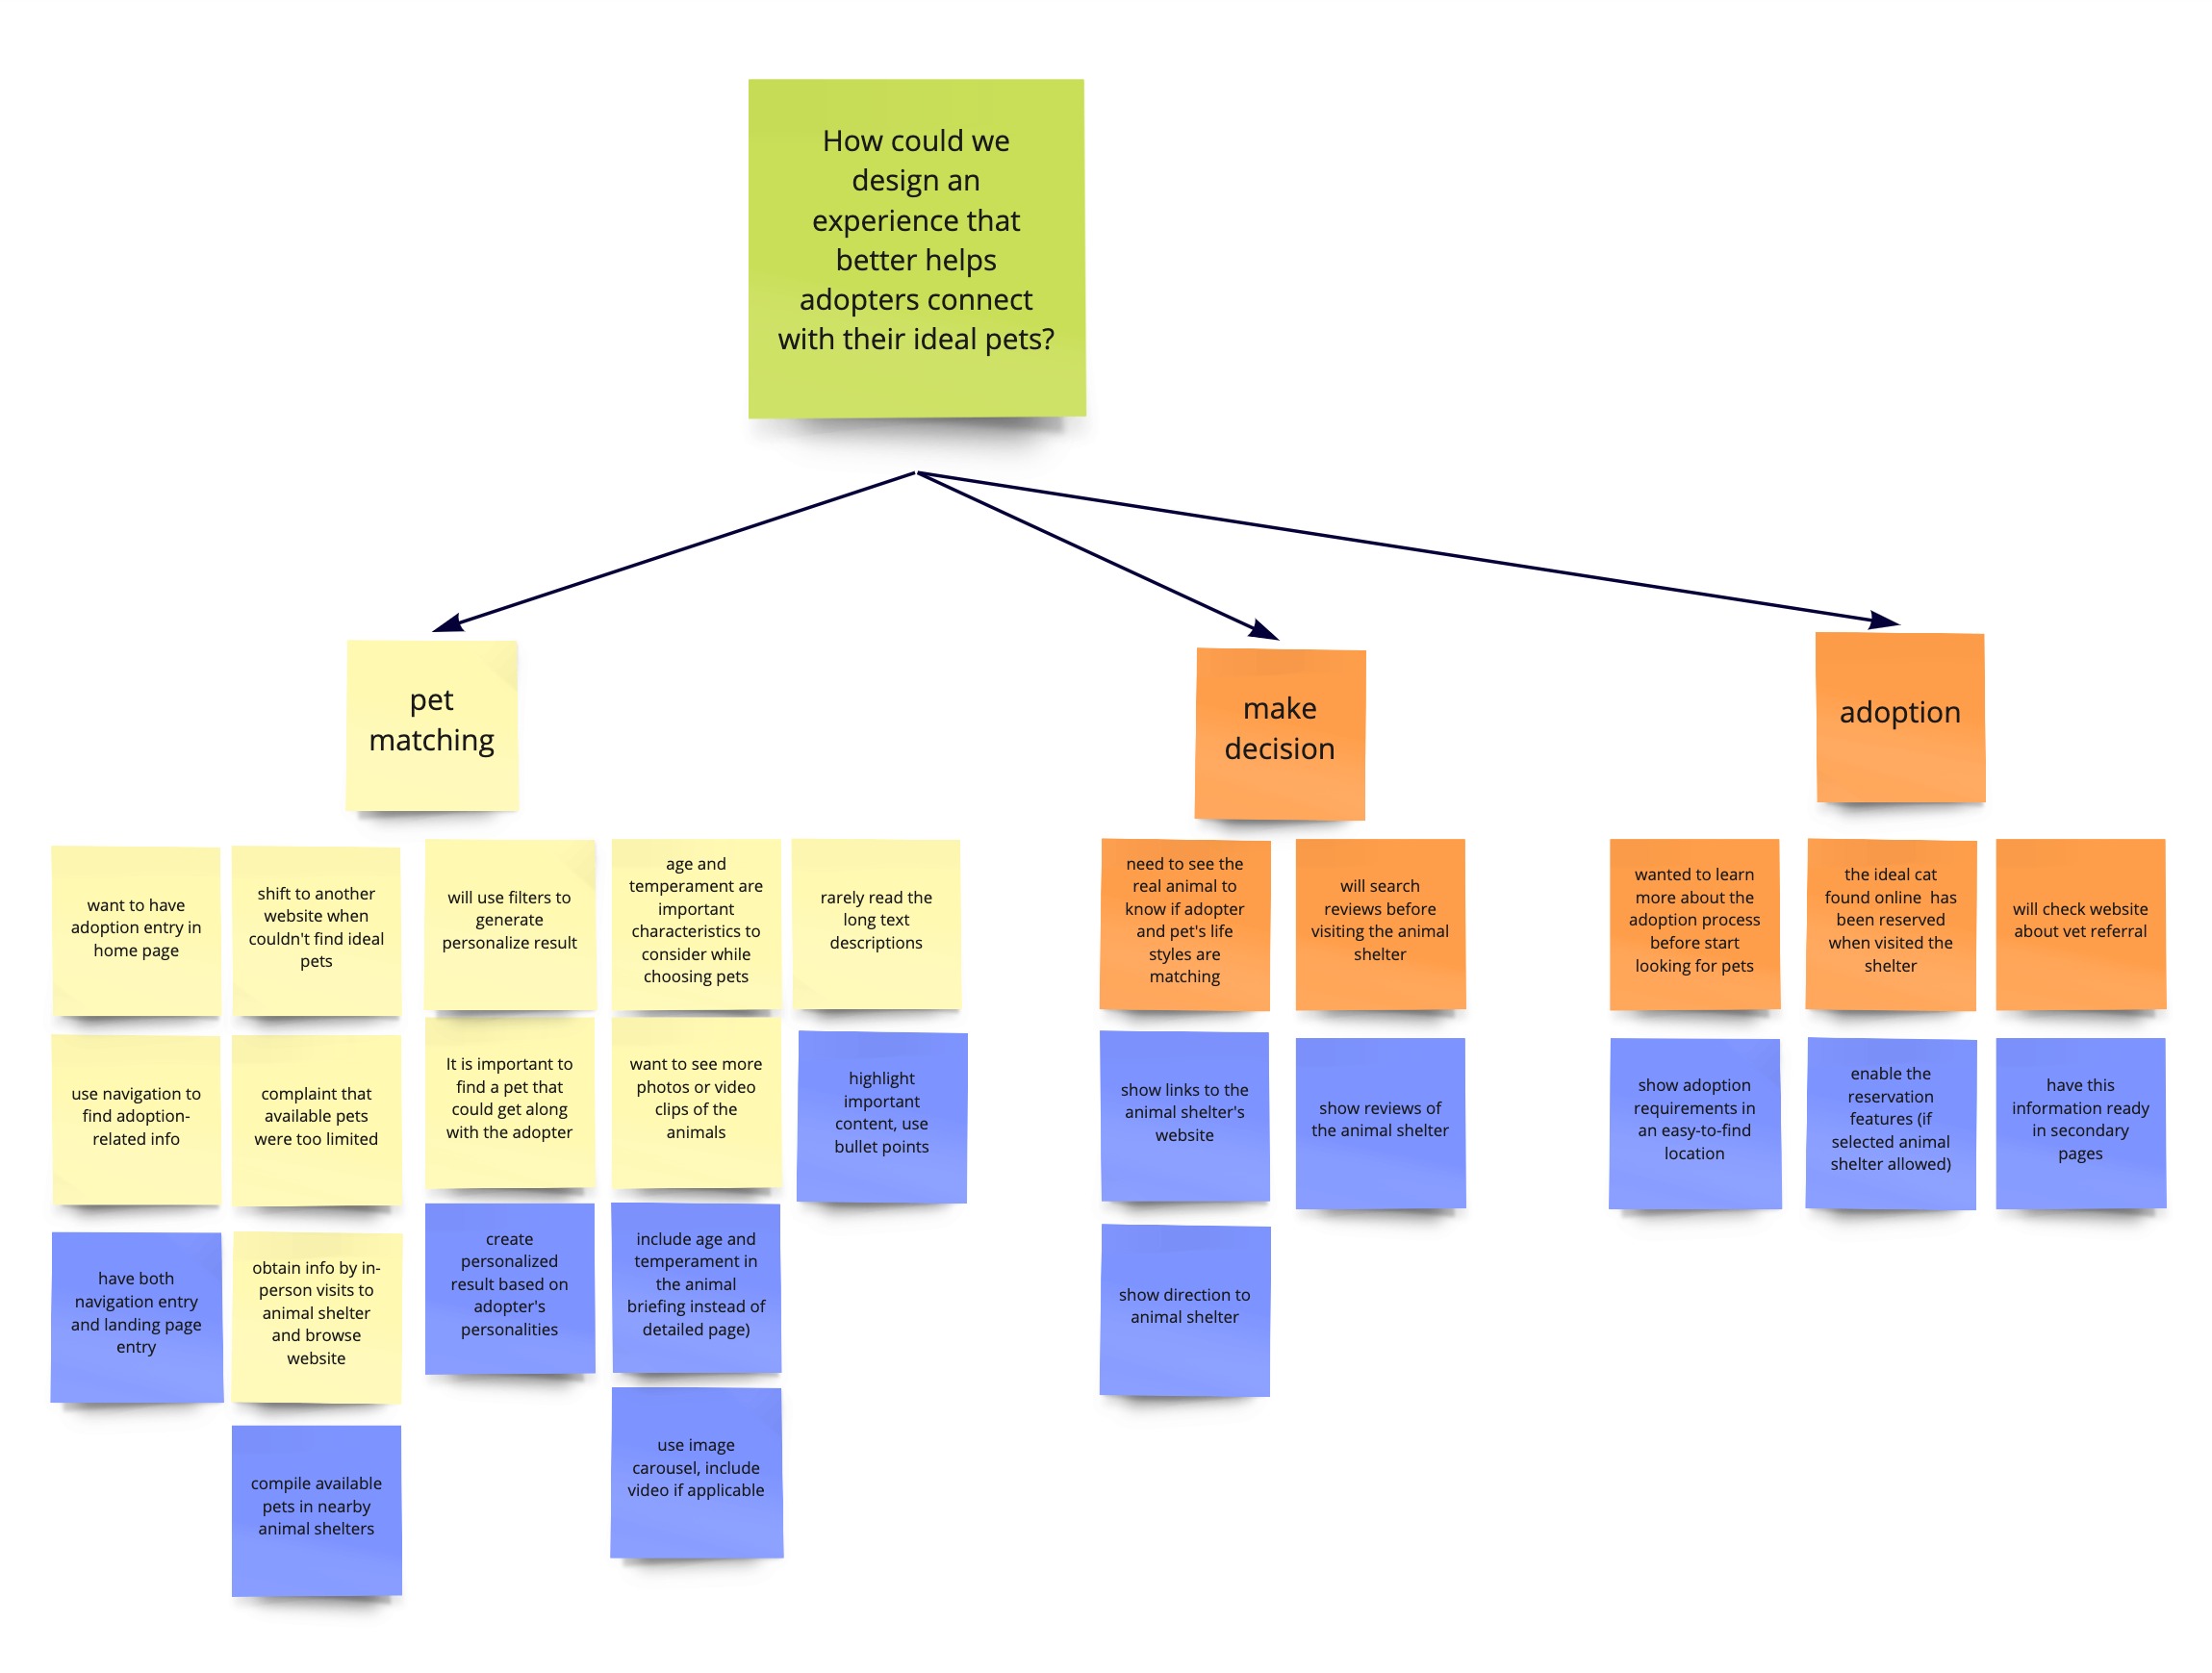 How could we
design an
experience that
better helps
adopters connect
with their ideal pets?
pet
matching
make
decision
adoption
want to have
adoption entry in
home page
shift to another
website when
couldn't find ideal
pets
will use filters to
generate
personalize result
age and
temperament are
important
characteristics to
consider while
choosing pets
rarely read the
long text
descriptions
need to see the
real animal to
know if adopter
and pet's life
styles are
matching
will search
reviews before
visiting the animal
shelter
wanted to learn
more about the
adoption process
before start
looking for pets
the ideal cat
found online  has
been reserved
when visited the
shelter
will check website
about vet referral
use navigation to
find adoption-
related info
complaint that
available pets
were too limited
It is important to
find a pet that
could get along
with the adopter
want to see more
photos or video
clips of the
animals
highlight
important
content, use
bullet points
show links to the
animal shelter's
website
show reviews of
the animal shelter
show adoption
requirements in
an easy-to-find
location
enable the
reservation
features (if
selected animal
shelter allowed)
have this
information ready
in secondary
pages
have both
navigation entry
and landing page
entry
obtain info by in-
person visits to
animal shelter
and browse
website
create
personalized
result based on
adopter's
personalities
include age and
temperament in
the animal
briefing instead of
detailed page)
show direction to
animal shelter
compile available
pets in nearby
animal shelters
use image
carousel, include
video if applicable